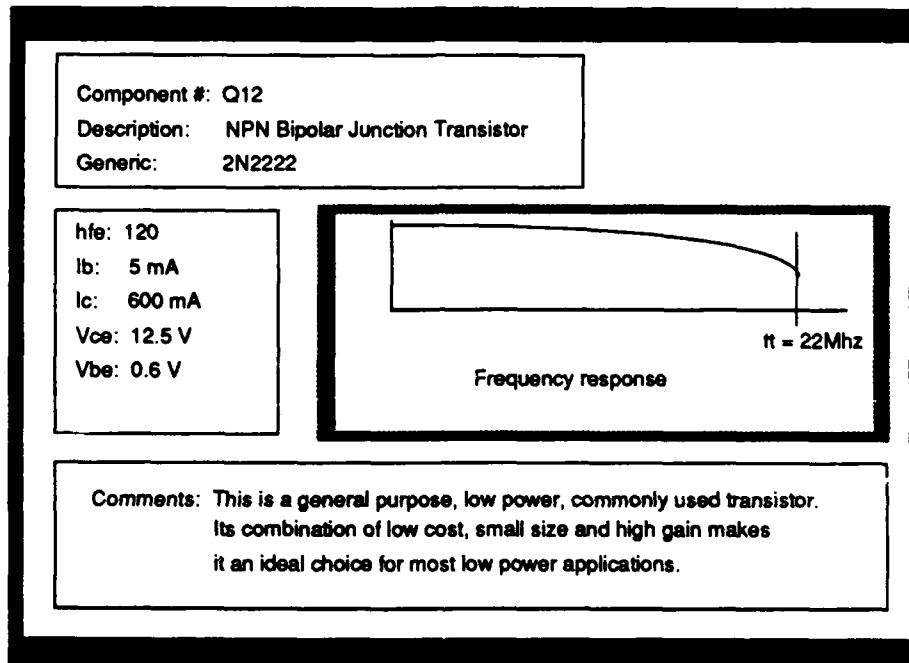 Component #: Q12
Description: NPN Bipolar Junction Transistor
Generic: 2N2222
hfe: 120
Ib: 5 mA
Ic: 600 mA
Vce: 12.5 V
Vbe: 0.6 V
ft = 22Mhz
Frequency response
Comments: This is a general purpose, low power, commonly used transistor.
Its combination of low cost, small size and high gain makes
it an ideal choice for most low power applications.